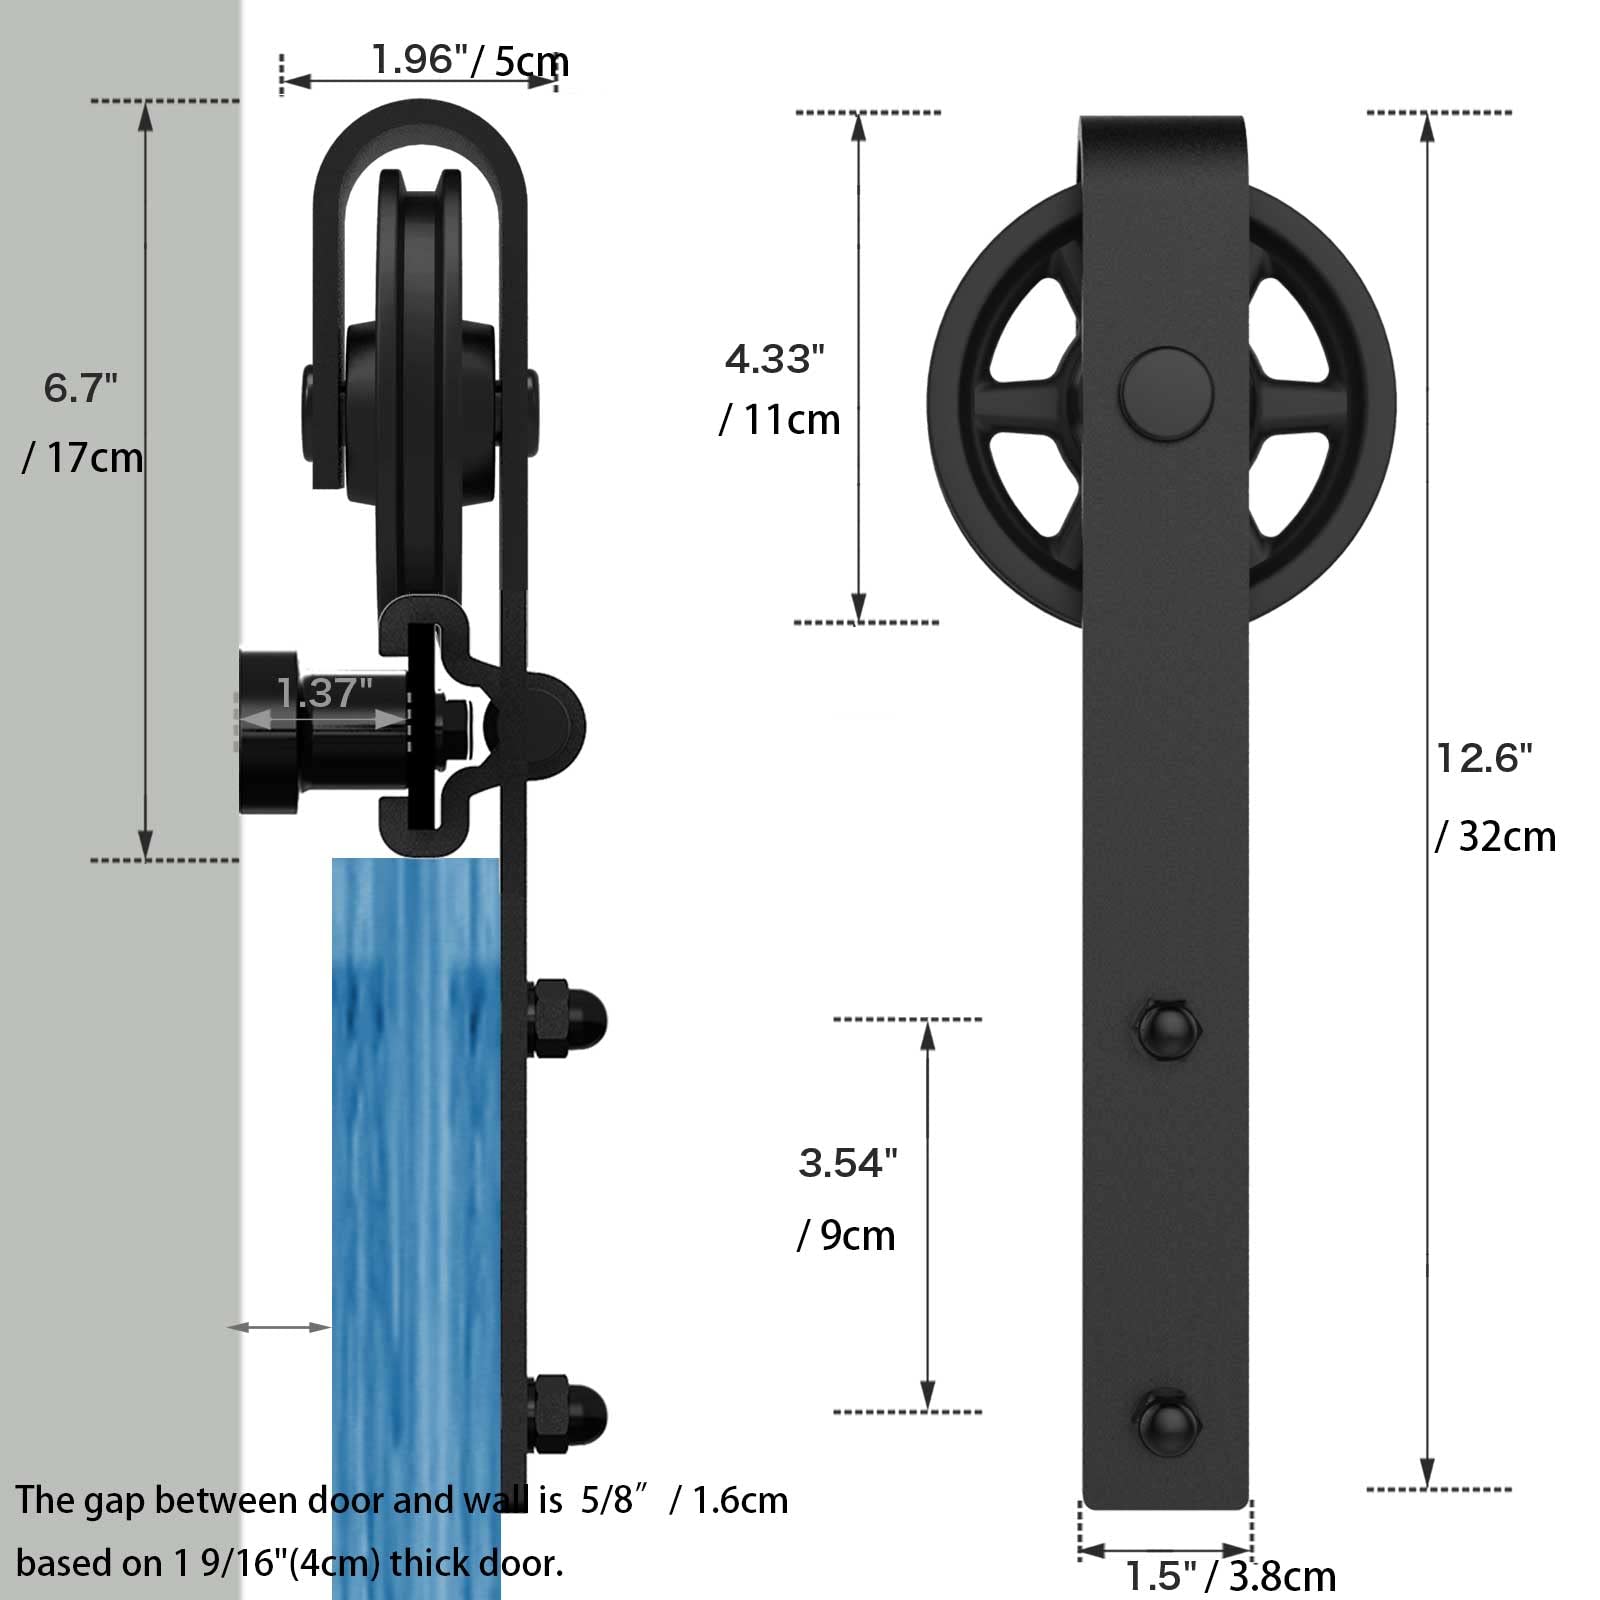 1.96"/ 5cm
6.7"
/ 17cm
1.37"
4.33"
/ 11cm
12.6"
/ 32cm
3.54"
/ 9cm
The gap between door and wall is 5/8″ / 1.6cm
based on 1 9/16"(4cm) thick door.
1.5"/ 3.8cm